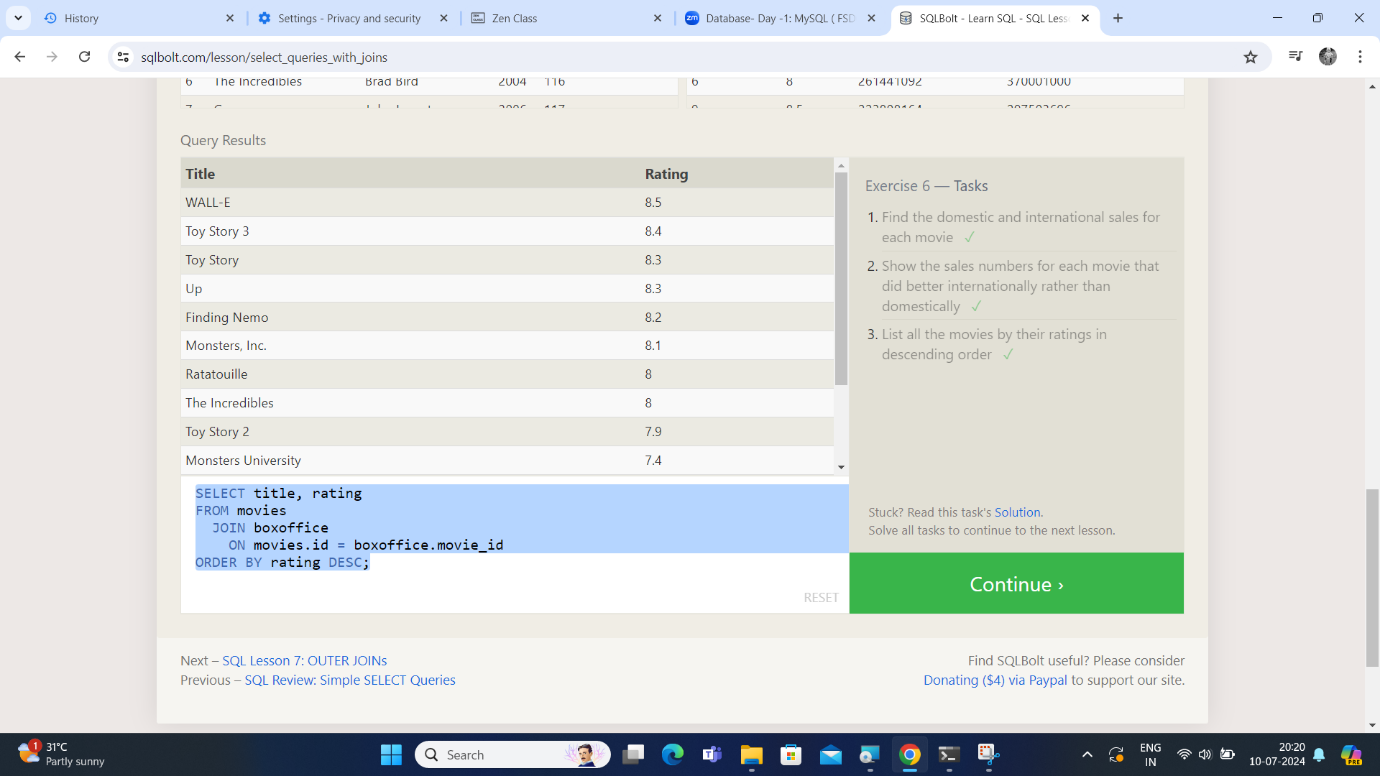 History
Settings - Privacy and security
Zen Class
zm Database- Day -1: MySQL ( FSD
SQLBolt - Learn SQL - SQL Less
sqlbolt.com/lesson/select_queries_with_joins
6 The Incredibles Brad Bird 2004 116 6 8 261441092 370001000
Query Results
Title Rating
WALL-E 8.5
Toy Story 3 8.4
Toy Story 8.3
Up 8.3
Finding Nemo 8.2
Monsters, Inc. 8.1
Ratatouille 8
The Incredibles 8
Toy Story 2 7.9
Monsters University 7.4
Exercise 6 — Tasks
1. Find the domestic and international sales for
each movie ✓
2. Show the sales numbers for each movie that
did better internationally rather than
domestically ✓
3. List all the movies by their ratings in
descending order ✓
SELECT title, rating
FROM movies
JOIN boxoffice
ON movies.id = boxoffice.movie_id
ORDER BY rating DESC;
RESET
Stuck? Read this task's Solution.
Solve all tasks to continue to the next lesson.
Continue ›
Next – SQL Lesson 7: OUTER JOINs
Previous – SQL Review: Simple SELECT Queries
Find SQLBolt useful? Please consider
Donating ($4) via Paypal to support our site.
1
31°C
Partly sunny
Search
ENG
IN
20:20
10-07-2024
PRE